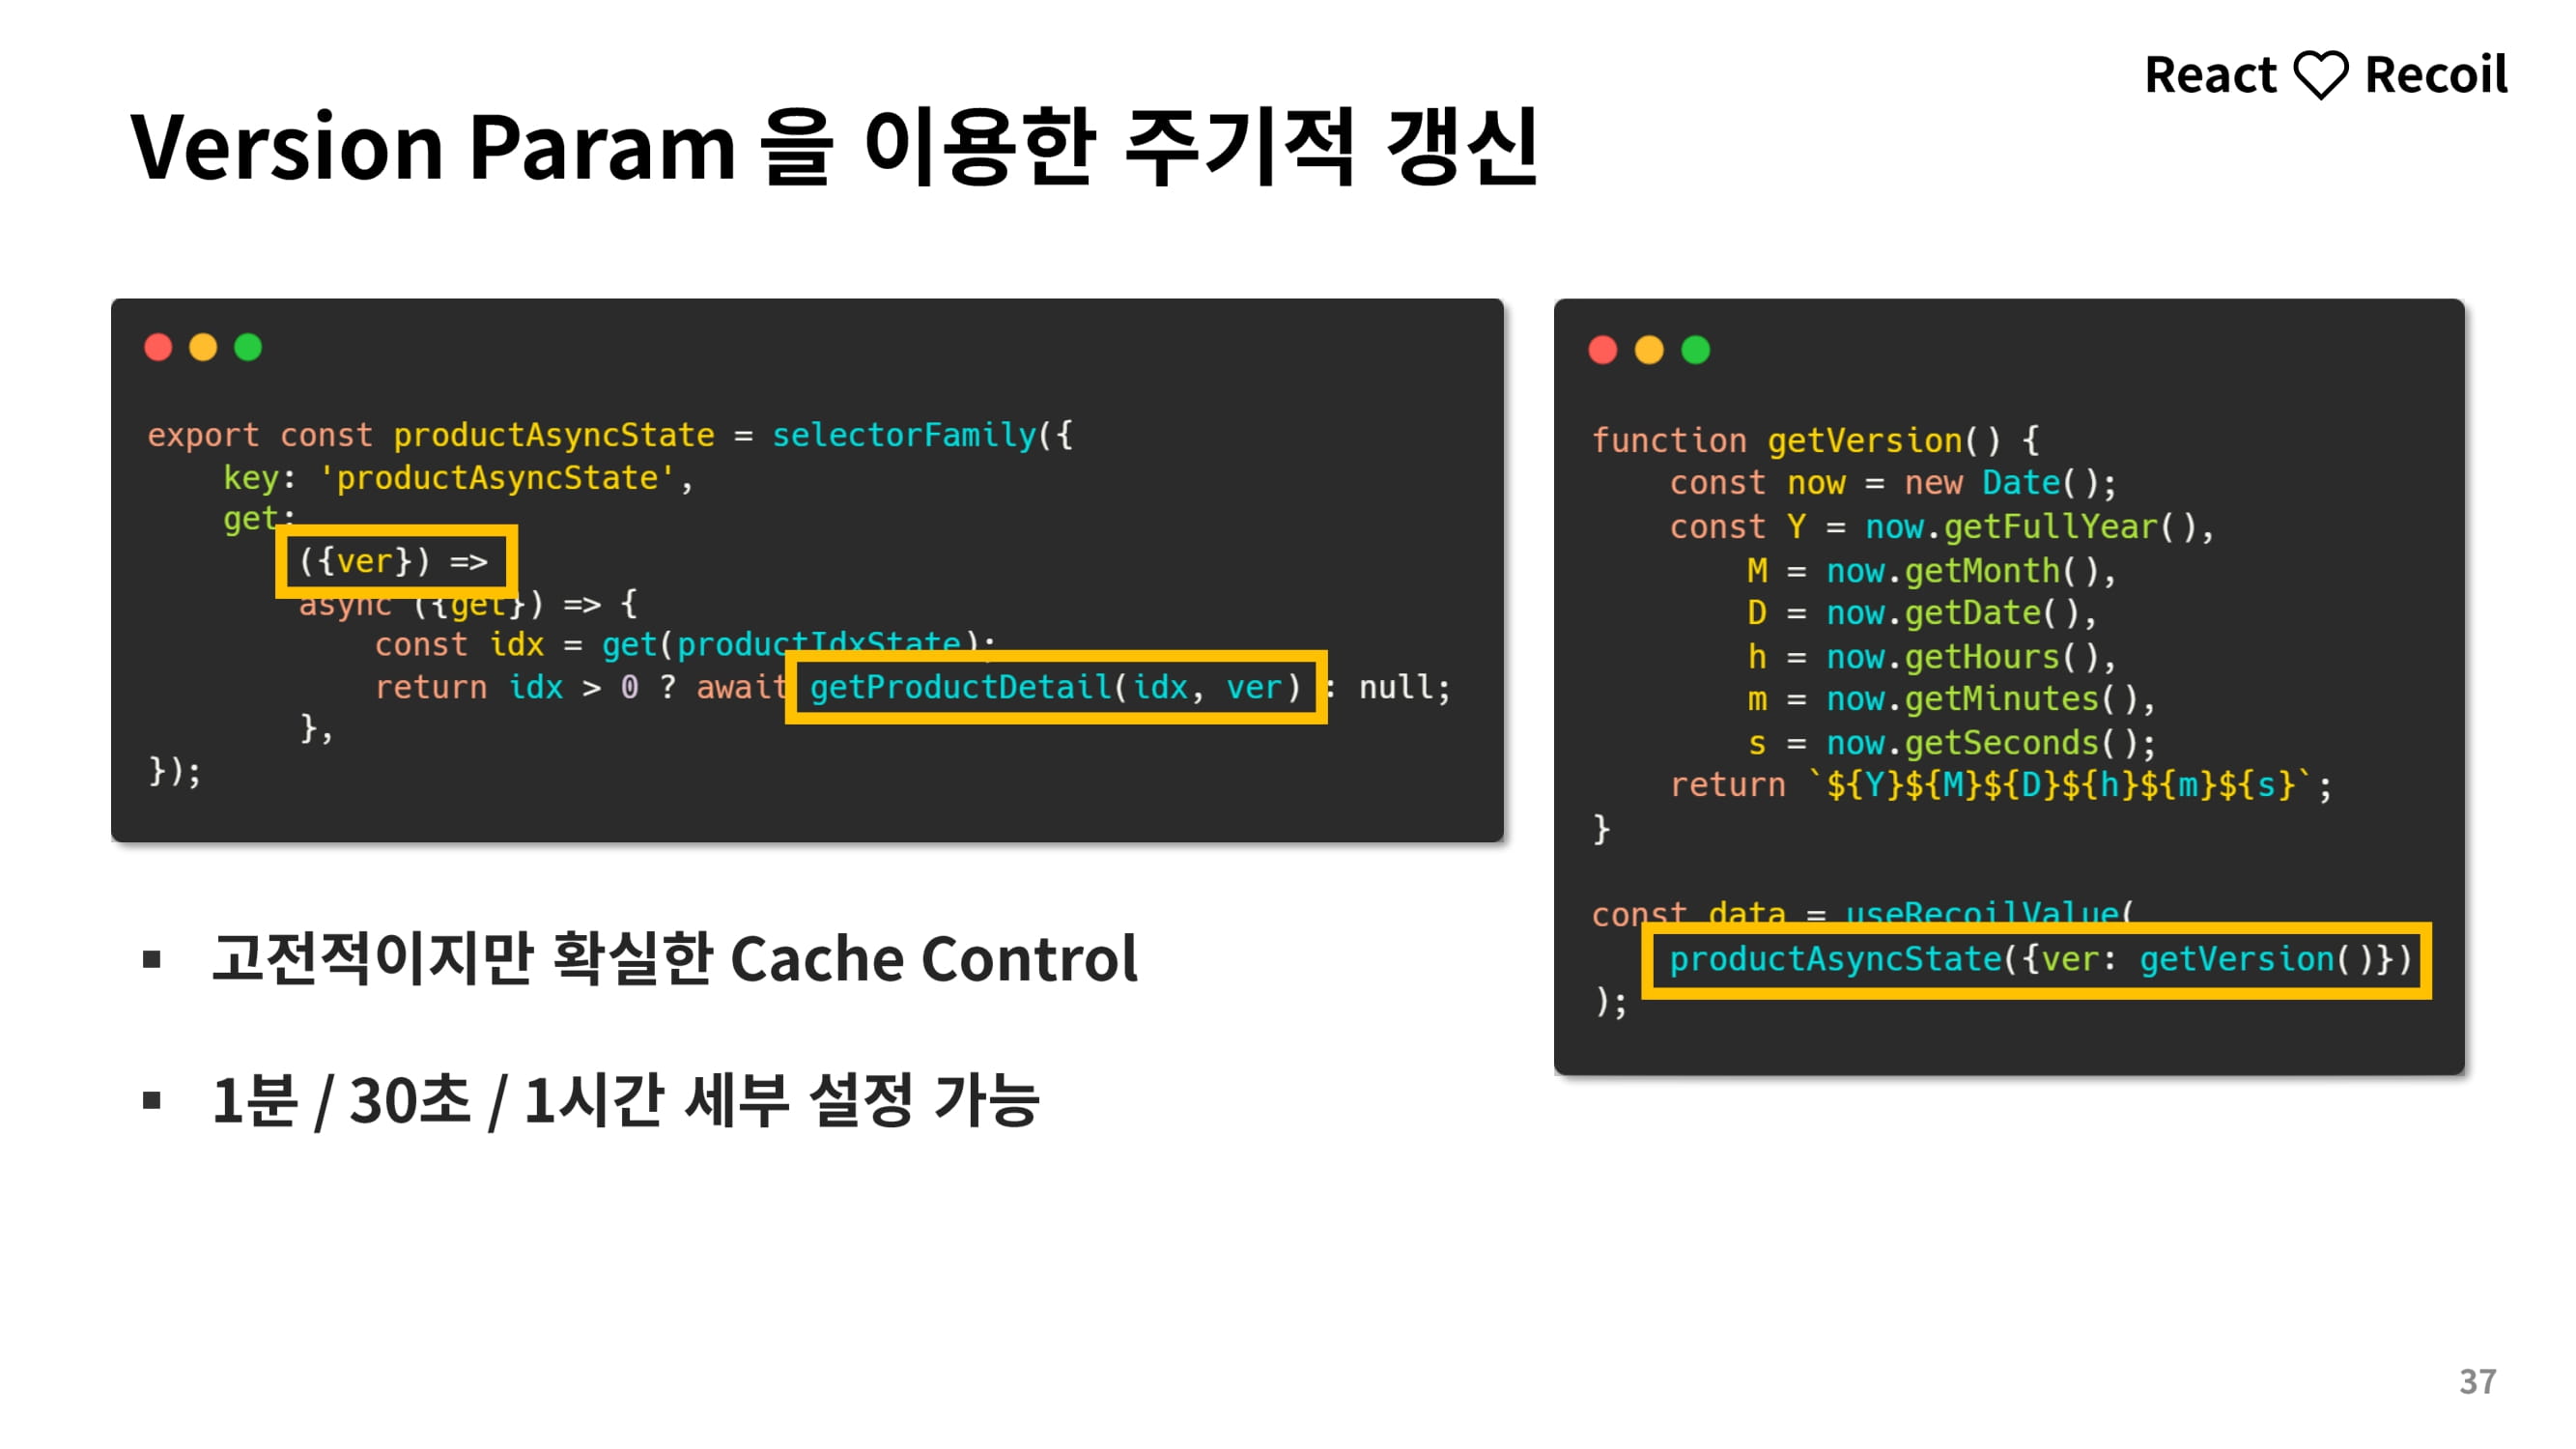 React ♡ Recoil
Version Param 을 이용한 주기적 갱신
export const productAsyncState = selectorFamily({
    key: 'productAsyncState',
    get:
        ({ver}) =>
        async ({get}) => {
            const idx = get(productIdxState);
            return idx > 0 ? await getProductDetail(idx, ver) : null;
        },
});
▪ 고전적이지만 확실한 Cache Control
▪ 1분 / 30초 / 1시간 세부 설정 가능
function getVersion() {
    const now = new Date();
    const Y = now.getFullYear(),
        M = now.getMonth(),
        D = now.getDate(),
        h = now.getHours(),
        m = now.getMinutes(),
        s = now.getSeconds();
    return `${Y}${M}${D}${h}${m}${s}`;
}
const data = useRecoilValue(
    productAsyncState({ver: getVersion()})
);
37